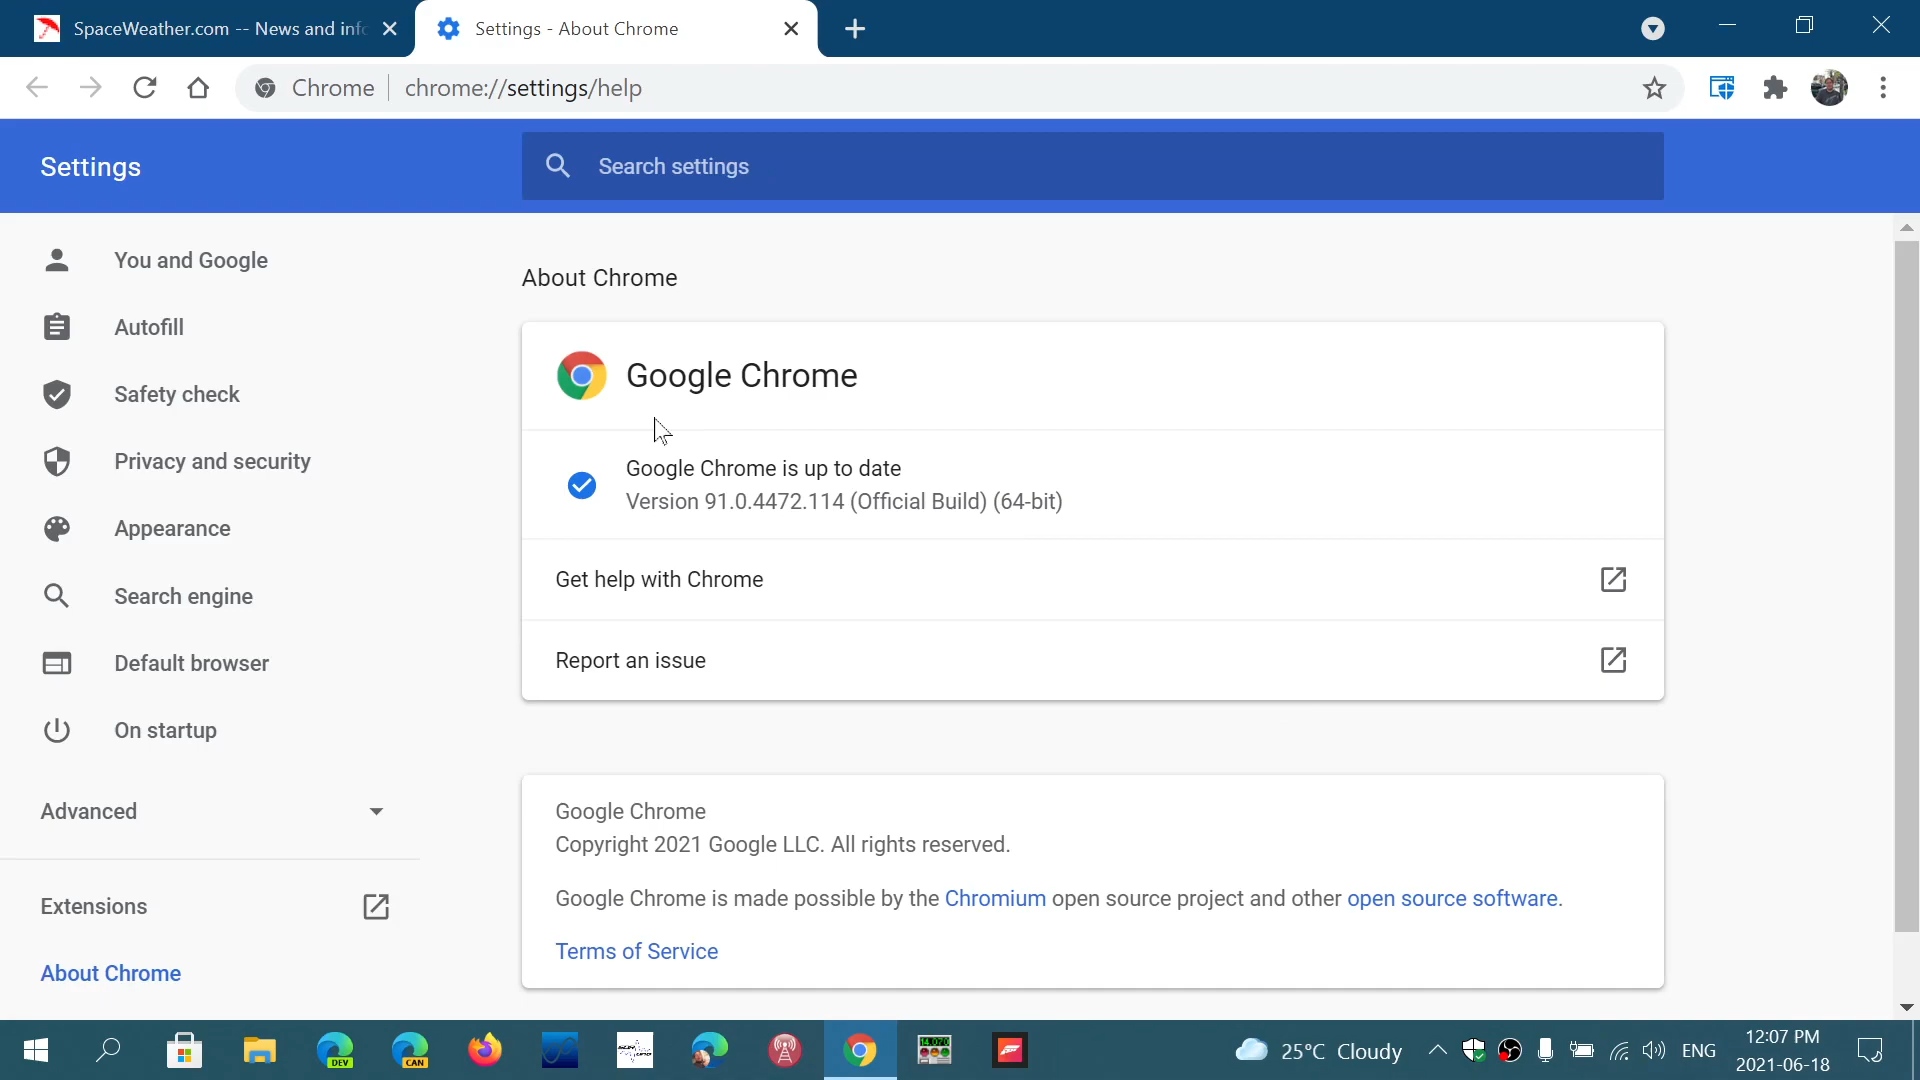 SpaceWeather.com -- News and info
Settings - About Chrome
Chrome
chrome://settings/help
Settings
Search settings
You and Google
Autofill
Safety check
Privacy and security
Appearance
Search engine
Default browser
On startup
Advanced
Extensions
About Chrome
About Chrome
Google Chrome
Google Chrome is up to date
Version 91.0.4472.114 (Official Build) (64-bit)
Get help with Chrome
Report an issue
Google Chrome
Copyright 2021 Google LLC. All rights reserved.
Google Chrome is made possible by the Chromium open source project and other open source software.
Terms of Service
DEV
CAN
25°C Cloudy
ENG
12:07 PM
2021-06-18